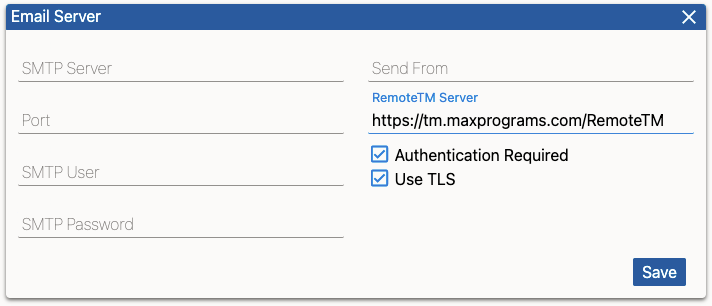 Email Server
SMTP Server
Port
SMTP User
SMTP Password
Send From
RemoteTM Server
https://tm.maxprograms.com/RemoteTM
Authentication Required
Use TLS
Save